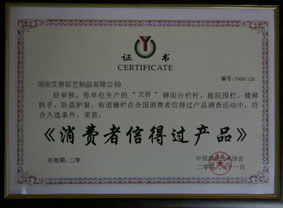 证 书
CERTIFICATE
湖南艾蒂铝艺制品有限公司:
经审核,你单位生产的"艾蒂"牌阳台栏杆、庭院围栏、楼梯
扶手、防盗护窗、街道栅栏在全国消费者信得过产品调查活动中,符
合入选条件,荣获:
《消费者信得过产品》
有效期: 二年